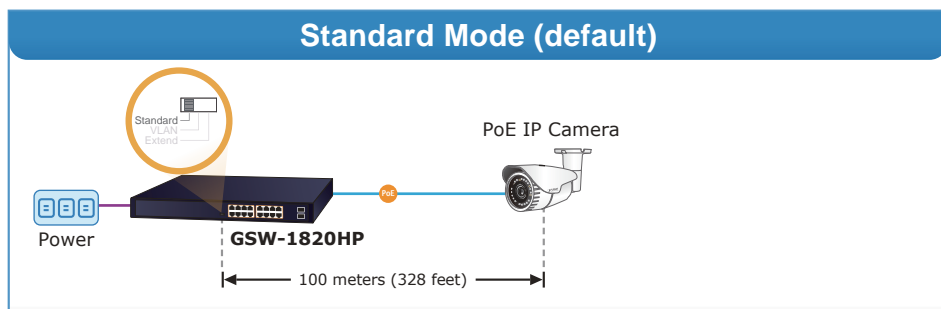 Standard Mode (default)
Standard
VLAN
Extend
PoE IP Camera
PoE
Power
GSW-1820HP
100 meters (328 feet)